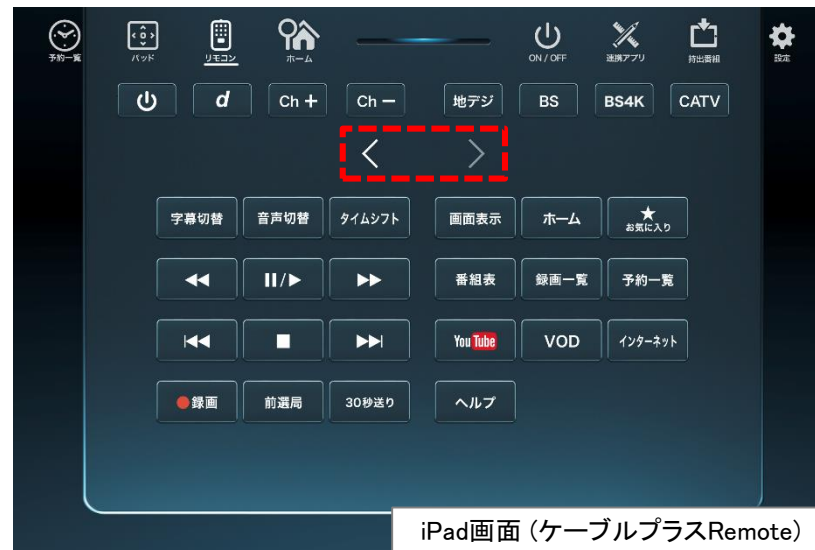 予約一覧
パッド
リモコン
ホーム
ON / OFF
連携アプリ
持出番組
設定
d Ch + Ch − 地デジ BS BS4K CATV
字幕切替 音声切替 タイムシフト 画面表示 ホーム ★お気に入り
番組表 録画一覧 予約一覧
YouTube VOD インターネット
録画 前選局 30秒送り ヘルプ
iPad画面（ケーブルプラスRemote）